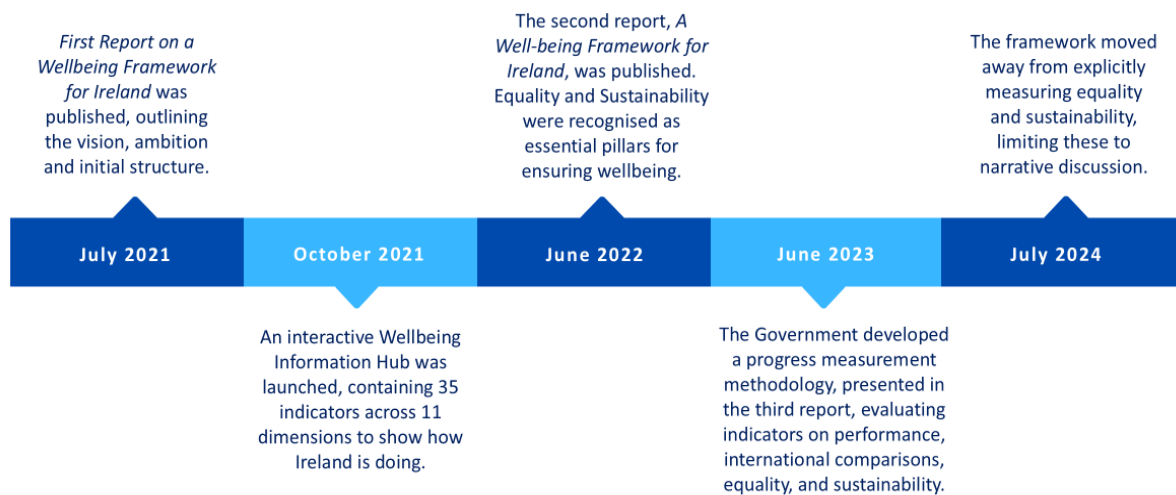 First Report on a
Wellbeing Framework
for Ireland was
published, outlining
the vision, ambition
and initial structure.
The second report, A
Well-being Framework for
Ireland, was published.
Equality and Sustainability
were recognised as
essential pillars for
ensuring wellbeing.
The framework moved
away from explicitly
measuring equality
and sustainability,
limiting these to
narrative discussion.
July 2021
October 2021
June 2022
June 2023
July 2024
An interactive Wellbeing
Information Hub was
launched, containing 35
indicators across 11
dimensions to show how
Ireland is doing.
The Government developed
a progress measurement
methodology, presented in
the third report, evaluating
indicators on performance,
international comparisons,
equality, and sustainability.